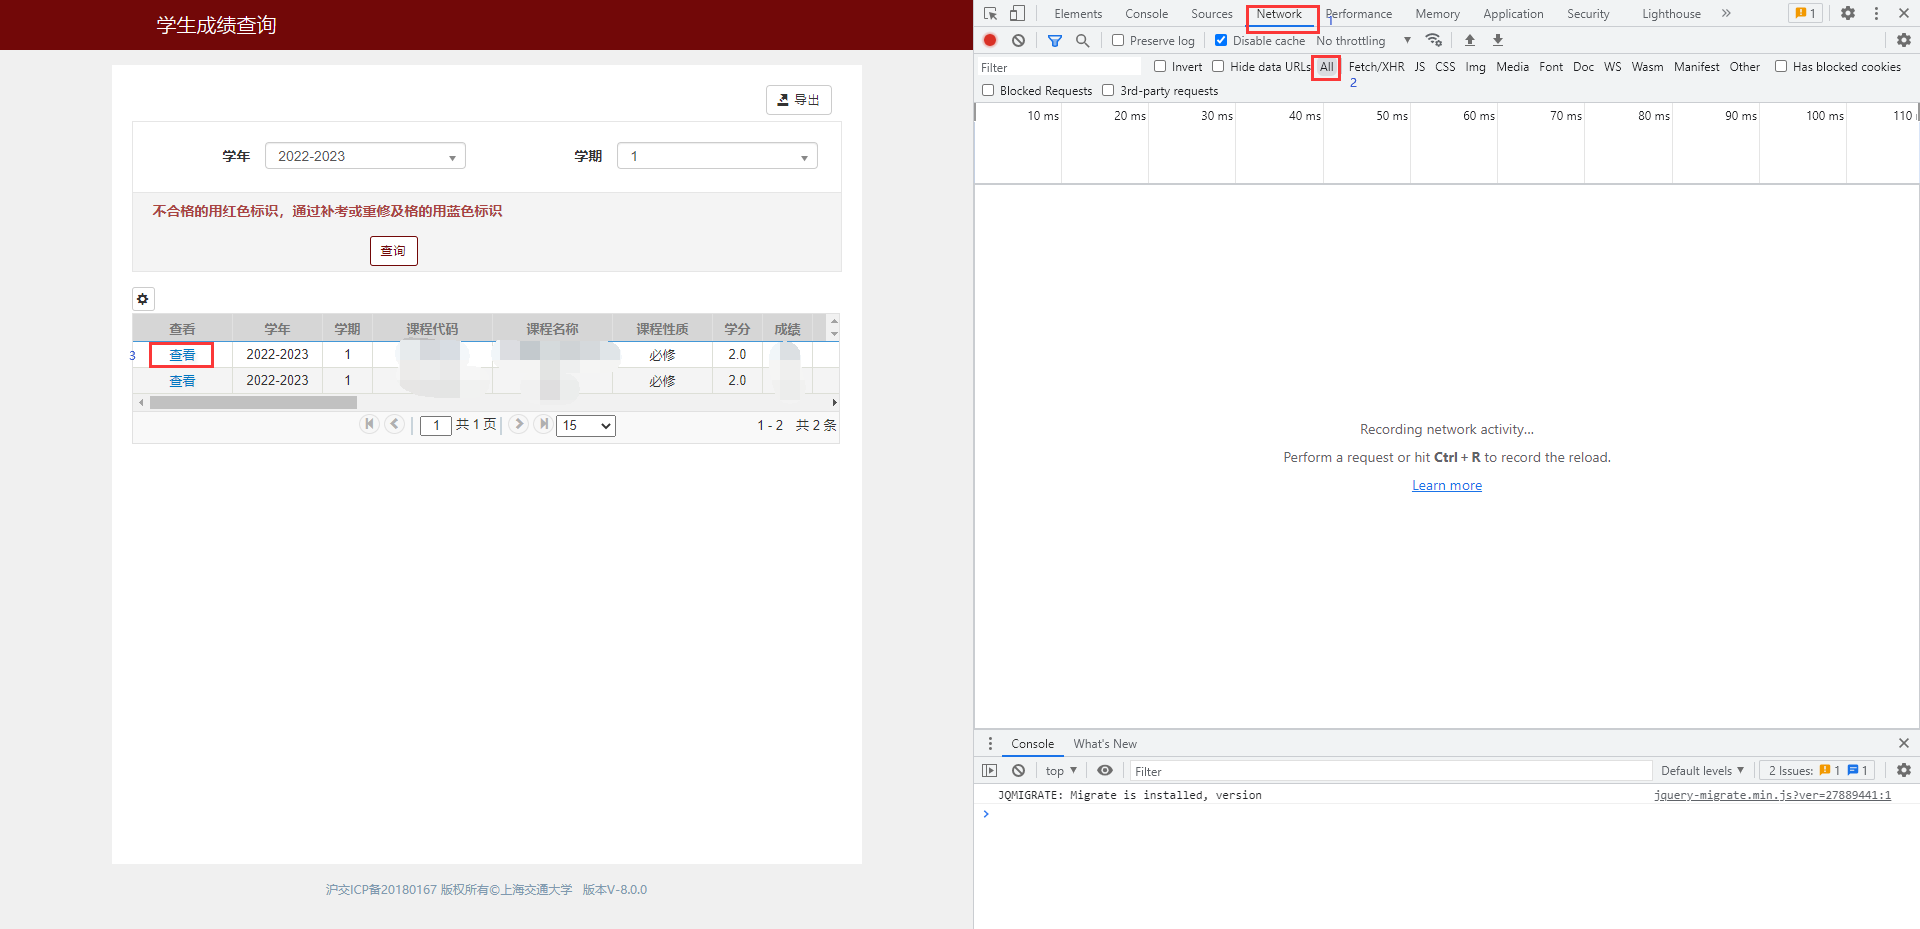 学生成绩查询
导出
学年 2022-2023 学期 1
不合格的用红色标识，通过补考或重修及格的用蓝色标识
查询
查看 学年 学期 课程代码 课程名称 课程性质 学分 成绩
3 查看 2022-2023 1 必修 2.0
查看 2022-2023 1 必修 2.0
1 共 1 页 15 1 - 2 共 2 条
沪交ICP备20180167 版权所有©上海交通大学 版本V-8.0.0
Elements Console Sources Network 1 Performance Memory Application Security Lighthouse » 1
Preserve log Disable cache No throttling
Filter Invert Hide data URLs All Fetch/XHR JS CSS Img Media Font Doc WS Wasm Manifest Other Has blocked cookies
2
Blocked Requests 3rd-party requests
10 ms 20 ms 30 ms 40 ms 50 ms 60 ms 70 ms 80 ms 90 ms 100 ms 110
Recording network activity...
Perform a request or hit Ctrl + R to record the reload.
Learn more
Console What's New
top Filter Default levels 2 Issues: 1 1
JQMIGRATE: Migrate is installed, version jquery-migrate.min.js?ver=27889441:1